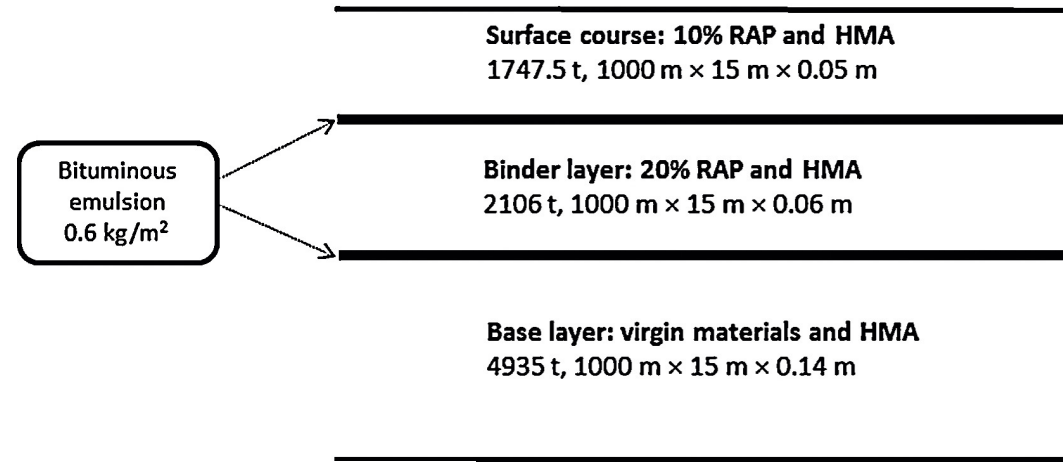 Surface course: 10% RAP and HMA
1747.5 t, 1000 m × 15 m × 0.05 m
Bituminous
emulsion
0.6 kg/m²
Binder layer: 20% RAP and HMA
2106 t, 1000 m × 15 m × 0.06 m
Base layer: virgin materials and HMA
4935 t, 1000 m × 15 m × 0.14 m